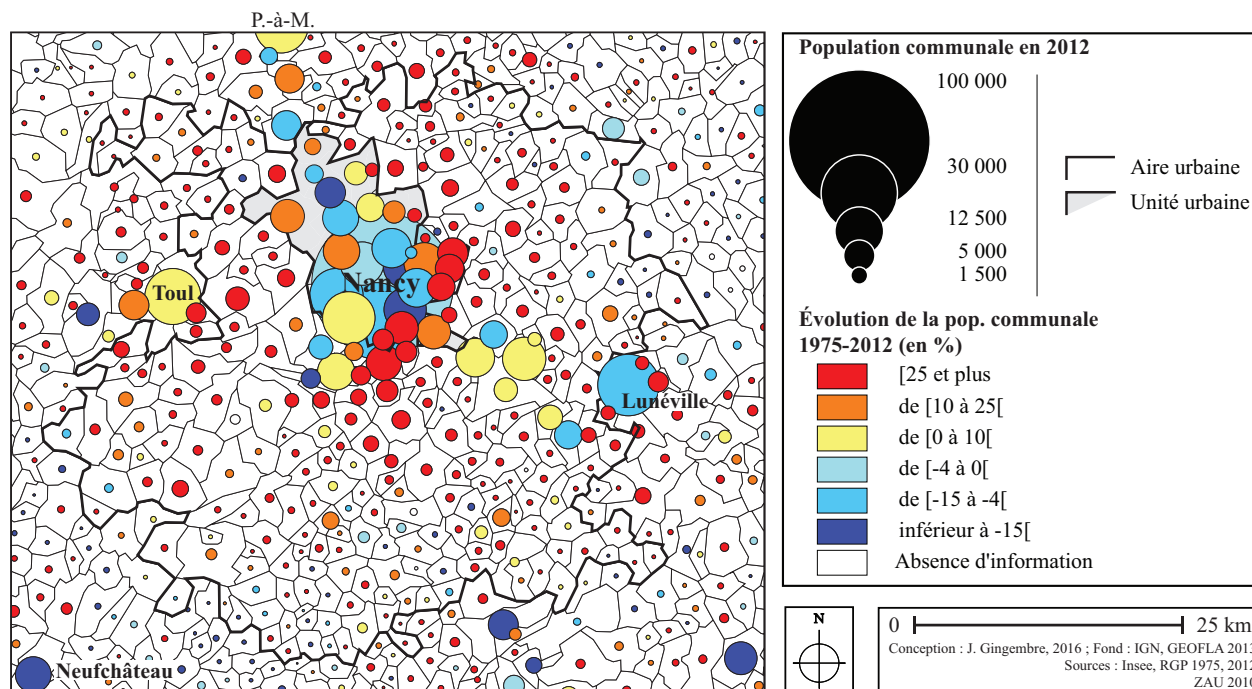 P.-à-M.
Nancy
Toul
Lunéville
Neufchâteau
Population communale en 2012
100 000
30 000
12 500
5 000
1 500
Aire urbaine
Unité urbaine
Évolution de la pop. communale
1975-2012 (en %)
[25 et plus
de [10 à 25[
de [0 à 10[
de [-4 à 0[
de [-15 à -4[
inférieur à -15[
Absence d'information
N
0 25 km
Conception : J. Gingembre, 2016 ; Fond : IGN, GEOFLA 2013
Sources : Insee, RGP 1975, 2012
ZAU 2010